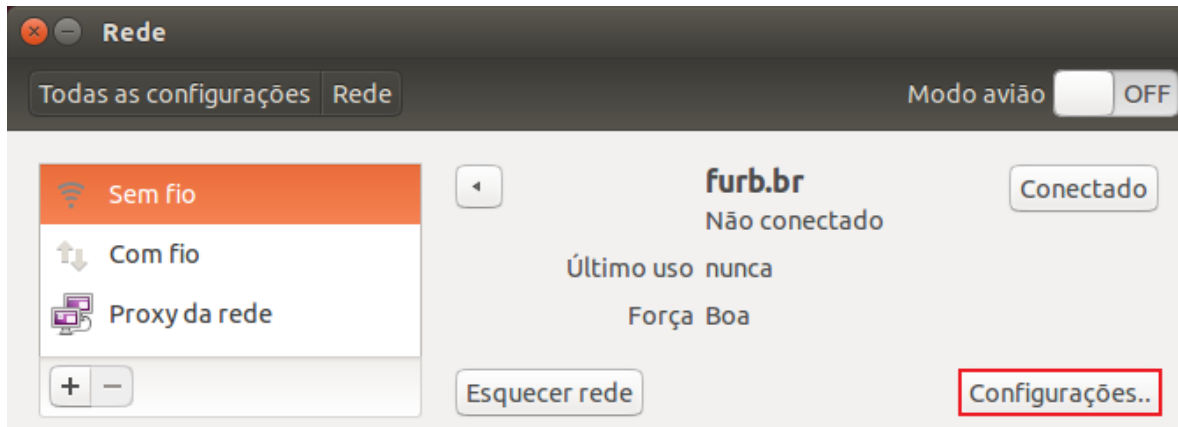 Rede
Todas as configurações Rede
Modo avião OFF
Sem fio
Com fio
Proxy da rede
+ −
furb.br
Não conectado
Conectado
Último uso nunca
Força Boa
Esquecer rede
Configurações..